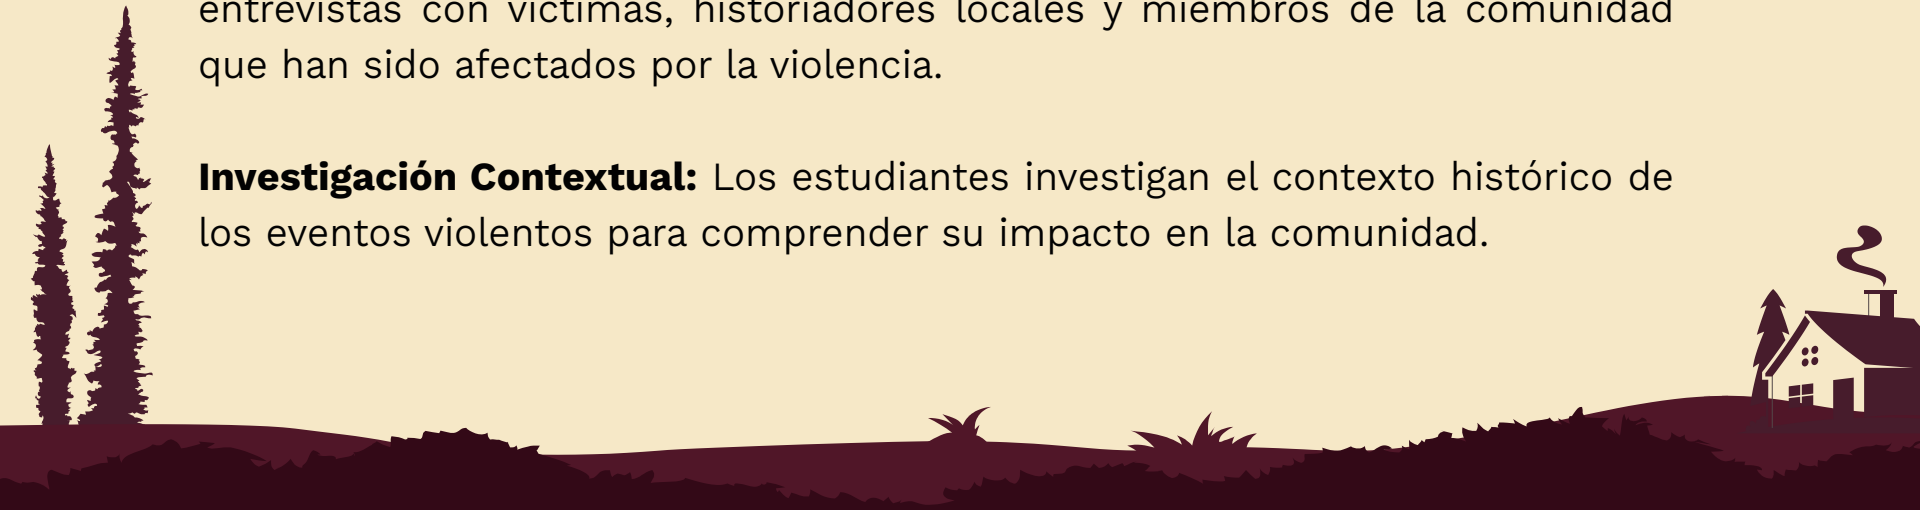 entrevistas con víctimas, historiadores locales y miembros de la comunidad
que han sido afectados por la violencia.
Investigación Contextual: Los estudiantes investigan el contexto histórico de
los eventos violentos para comprender su impacto en la comunidad.